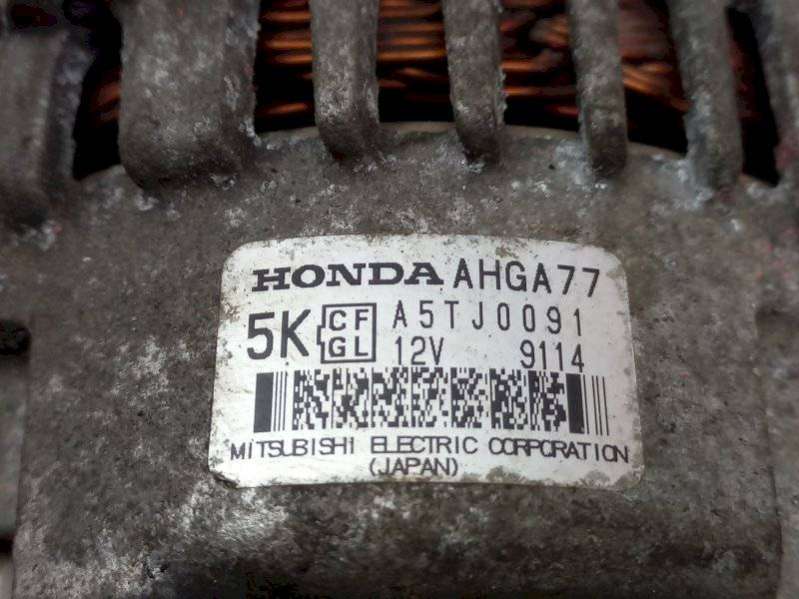 HONDA AHGA77
5K CF GL A5TJ0091
12V 9114
MITSUBISHI ELECTRIC CORPORATION
(JAPAN)